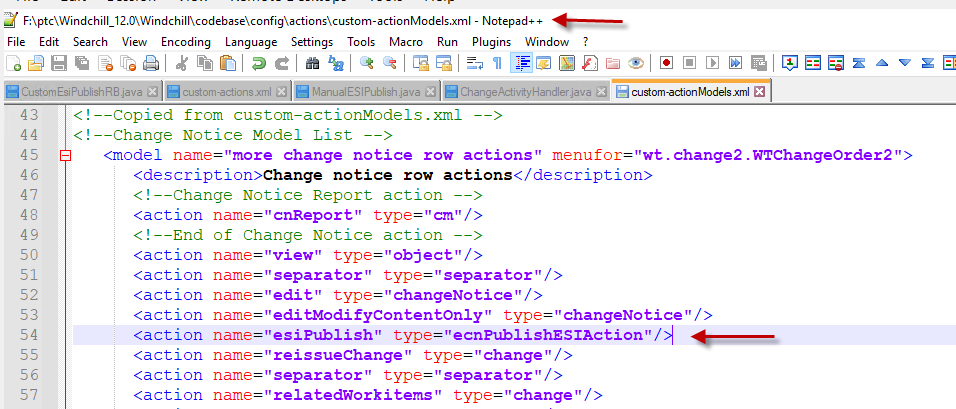 F:\ptc\Windchill_12.0\Windchill\codebase\config\actions\custom-actionModels.xml - Notepad++
File Edit Search View Encoding Language Settings Tools Macro Run Plugins Window ?
CustomEsiPublishRB.java custom-actions.xml ManualESIPublish.java ChangeActivityHandler.java custom-actionModels.xml
43 <!--Copied from custom-actionModels.xml -->
44 <!--Change Notice Model List -->
45 <model name="more change notice row actions" menufor="wt.change2.WTChangeOrder2">
46 <description>Change notice row actions</description>
47 <!--Change Notice Report action -->
48 <action name="cnReport" type="cm"/>
49 <!--End of Change Notice action -->
50 <action name="view" type="object"/>
51 <action name="separator" type="separator"/>
52 <action name="edit" type="changeNotice"/>
53 <action name="editModifyContentOnly" type="changeNotice"/>
54 <action name="esiPublish" type="ecnPublishESIAction"/>
55 <action name="reissueChange" type="change"/>
56 <action name="separator" type="separator"/>
57 <action name="relatedWorkitems" type="change"/>